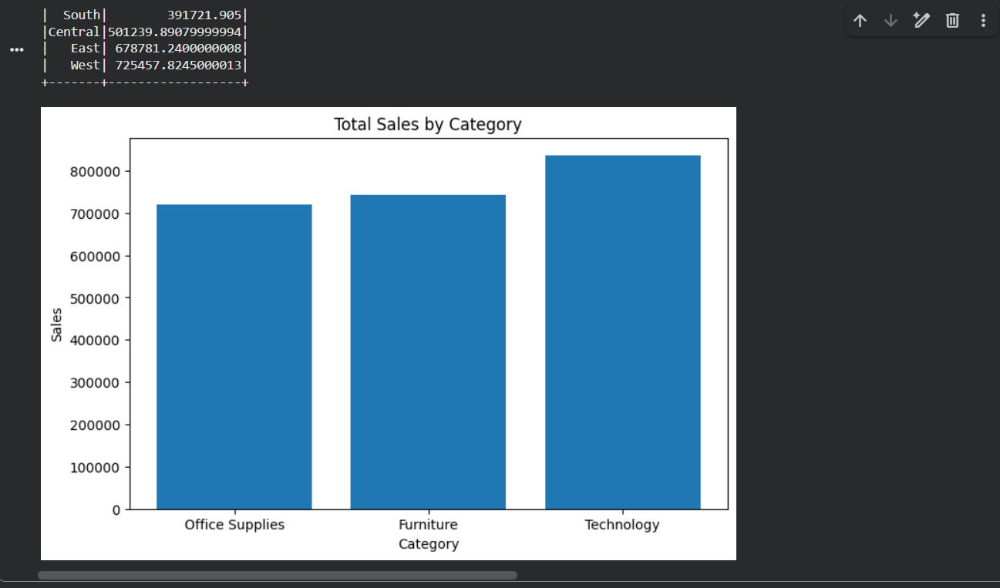 |  South|        391721.905|
|Central|501239.89079999994|
|   East| 678781.2400000008|
|   West| 725457.8245000013|
+-------+------------------+
Total Sales by Category
800000
700000
600000
500000
400000
300000
200000
100000
0
Sales
Office Supplies Furniture Technology
Category